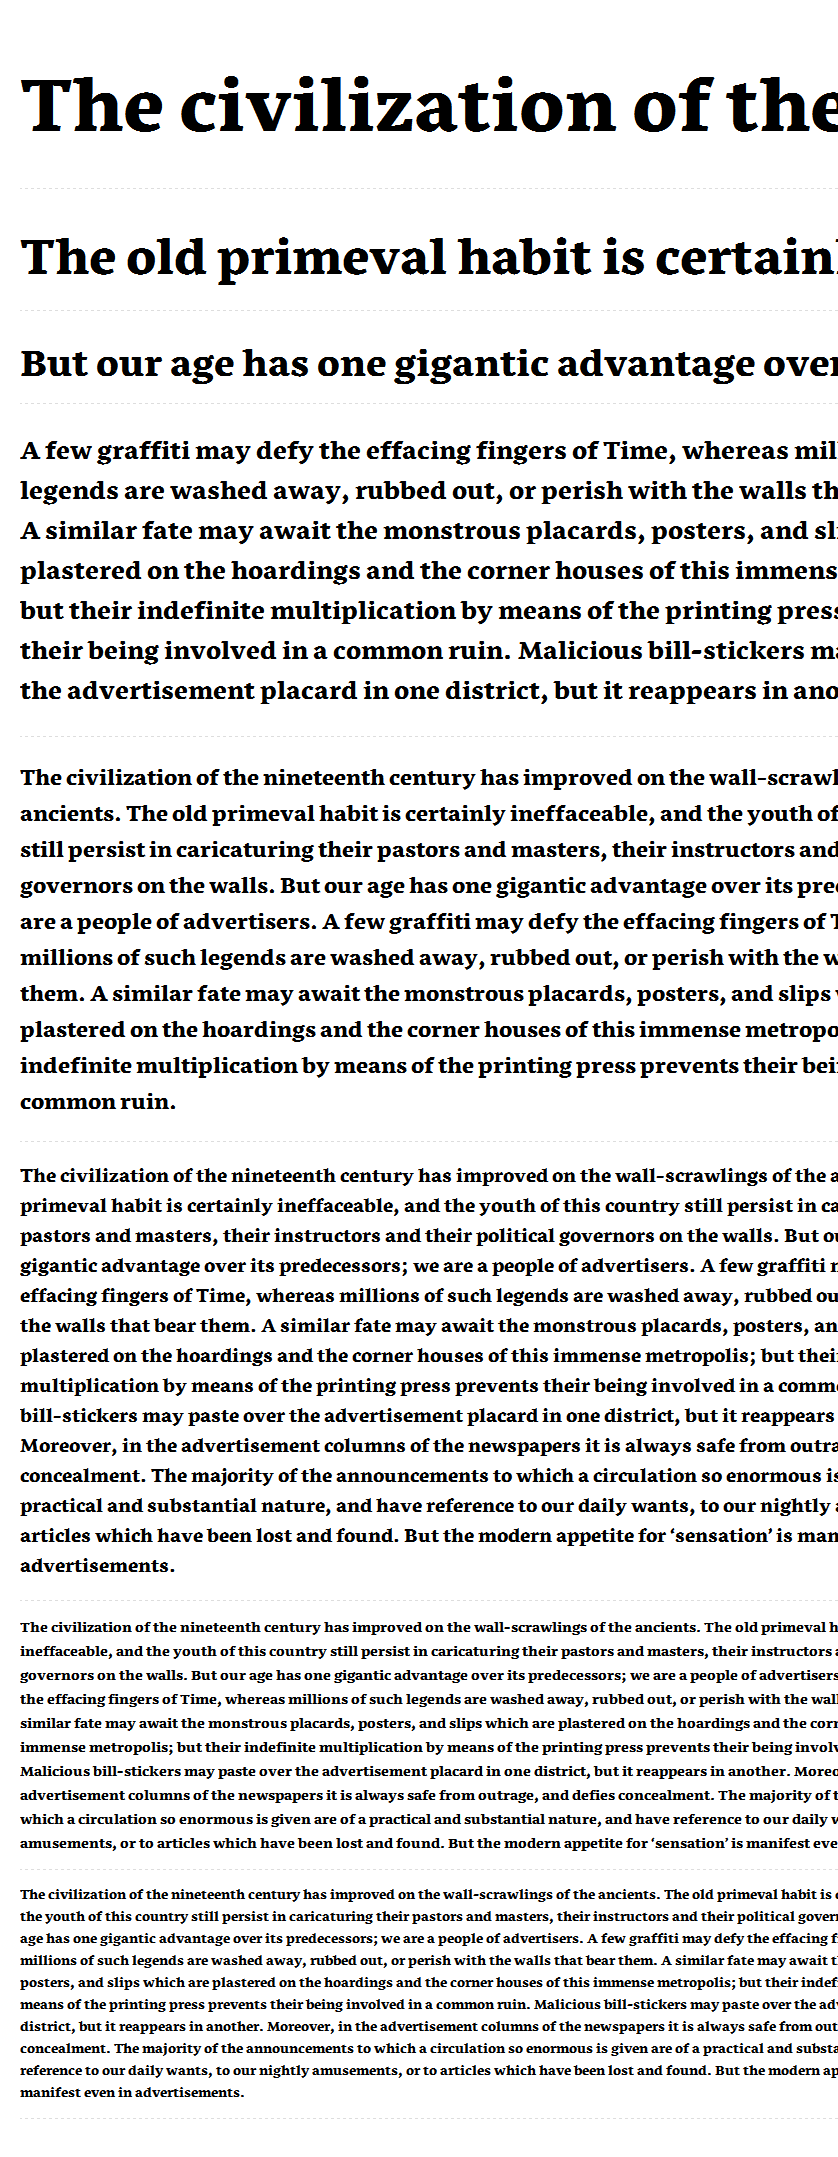 The civilization of the
The old primeval habit is certainl
But our age has one gigantic advantage over
A few graffiti may defy the effacing fingers of Time, whereas mil
legends are washed away, rubbed out, or perish with the walls th
A similar fate may await the monstrous placards, posters, and sli
plastered on the hoardings and the corner houses of this immens
but their indefinite multiplication by means of the printing press
their being involved in a common ruin. Malicious bill-stickers ma
the advertisement placard in one district, but it reappears in ano
The civilization of the nineteenth century has improved on the wall-scrawl
ancients. The old primeval habit is certainly ineffaceable, and the youth of
still persist in caricaturing their pastors and masters, their instructors and
governors on the walls. But our age has one gigantic advantage over its pred
are a people of advertisers. A few graffiti may defy the effacing fingers of T
millions of such legends are washed away, rubbed out, or perish with the w
them. A similar fate may await the monstrous placards, posters, and slips w
plastered on the hoardings and the corner houses of this immense metropo
indefinite multiplication by means of the printing press prevents their bei
common ruin.
The civilization of the nineteenth century has improved on the wall-scrawlings of the a
primeval habit is certainly ineffaceable, and the youth of this country still persist in ca
pastors and masters, their instructors and their political governors on the walls. But ou
gigantic advantage over its predecessors; we are a people of advertisers. A few graffiti m
effacing fingers of Time, whereas millions of such legends are washed away, rubbed ou
the walls that bear them. A similar fate may await the monstrous placards, posters, an
plastered on the hoardings and the corner houses of this immense metropolis; but thei
multiplication by means of the printing press prevents their being involved in a comm
bill-stickers may paste over the advertisement placard in one district, but it reappears
Moreover, in the advertisement columns of the newspapers it is always safe from outra
concealment. The majority of the announcements to which a circulation so enormous is
practical and substantial nature, and have reference to our daily wants, to our nightly a
articles which have been lost and found. But the modern appetite for ‘sensation’ is man
advertisements.
The civilization of the nineteenth century has improved on the wall-scrawlings of the ancients. The old primeval h
ineffaceable, and the youth of this country still persist in caricaturing their pastors and masters, their instructors a
governors on the walls. But our age has one gigantic advantage over its predecessors; we are a people of advertisers
the effacing fingers of Time, whereas millions of such legends are washed away, rubbed out, or perish with the wal
similar fate may await the monstrous placards, posters, and slips which are plastered on the hoardings and the corn
immense metropolis; but their indefinite multiplication by means of the printing press prevents their being involv
Malicious bill-stickers may paste over the advertisement placard in one district, but it reappears in another. Moreo
advertisement columns of the newspapers it is always safe from outrage, and defies concealment. The majority of t
which a circulation so enormous is given are of a practical and substantial nature, and have reference to our daily w
amusements, or to articles which have been lost and found. But the modern appetite for ‘sensation’ is manifest eve
The civilization of the nineteenth century has improved on the wall-scrawlings of the ancients. The old primeval habit is c
the youth of this country still persist in caricaturing their pastors and masters, their instructors and their political govern
age has one gigantic advantage over its predecessors; we are a people of advertisers. A few graffiti may defy the effacing fi
millions of such legends are washed away, rubbed out, or perish with the walls that bear them. A similar fate may await t
posters, and slips which are plastered on the hoardings and the corner houses of this immense metropolis; but their indef
means of the printing press prevents their being involved in a common ruin. Malicious bill-stickers may paste over the adv
district, but it reappears in another. Moreover, in the advertisement columns of the newspapers it is always safe from out
concealment. The majority of the announcements to which a circulation so enormous is given are of a practical and substa
reference to our daily wants, to our nightly amusements, or to articles which have been lost and found. But the modern ap
manifest even in advertisements.